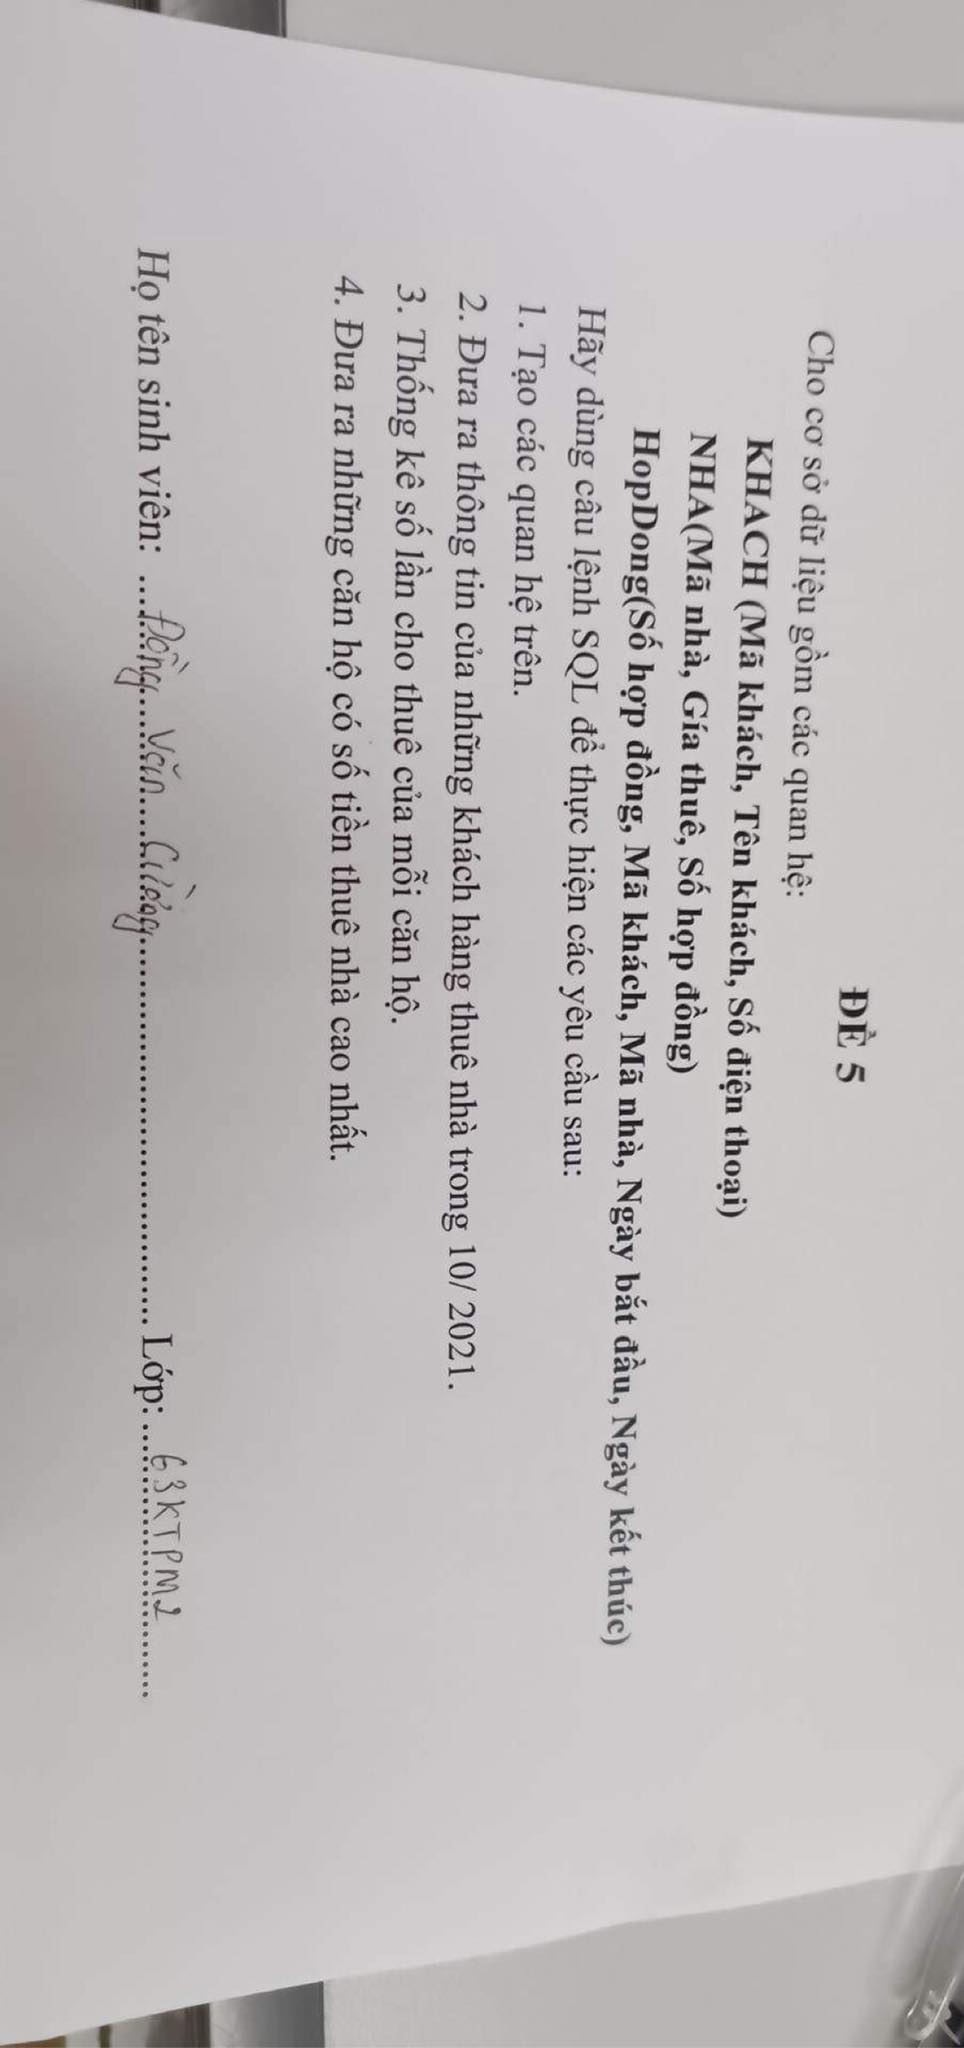 ĐỀ 5
Cho cơ sở dữ liệu gồm các quan hệ:
KHACH (Mã khách, Tên khách, Số điện thoại)
NHA(Mã nhà, Gía thuê, Số hợp đồng)
HopDong(Số hợp đồng, Mã khách, Mã nhà, Ngày bắt đầu, Ngày kết thúc)
Hãy dùng câu lệnh SQL để thực hiện các yêu cầu sau:
1. Tạo các quan hệ trên.
2. Đưa ra thông tin của những khách hàng thuê nhà trong 10/ 2021.
3. Thống kê số lần cho thuê của mỗi căn hộ.
4. Đưa ra những căn hộ có số tiền thuê nhà cao nhất.
Họ tên sinh viên: ...Đồng...Văn...Cường.......... Lớp: ...63KTPM2.......